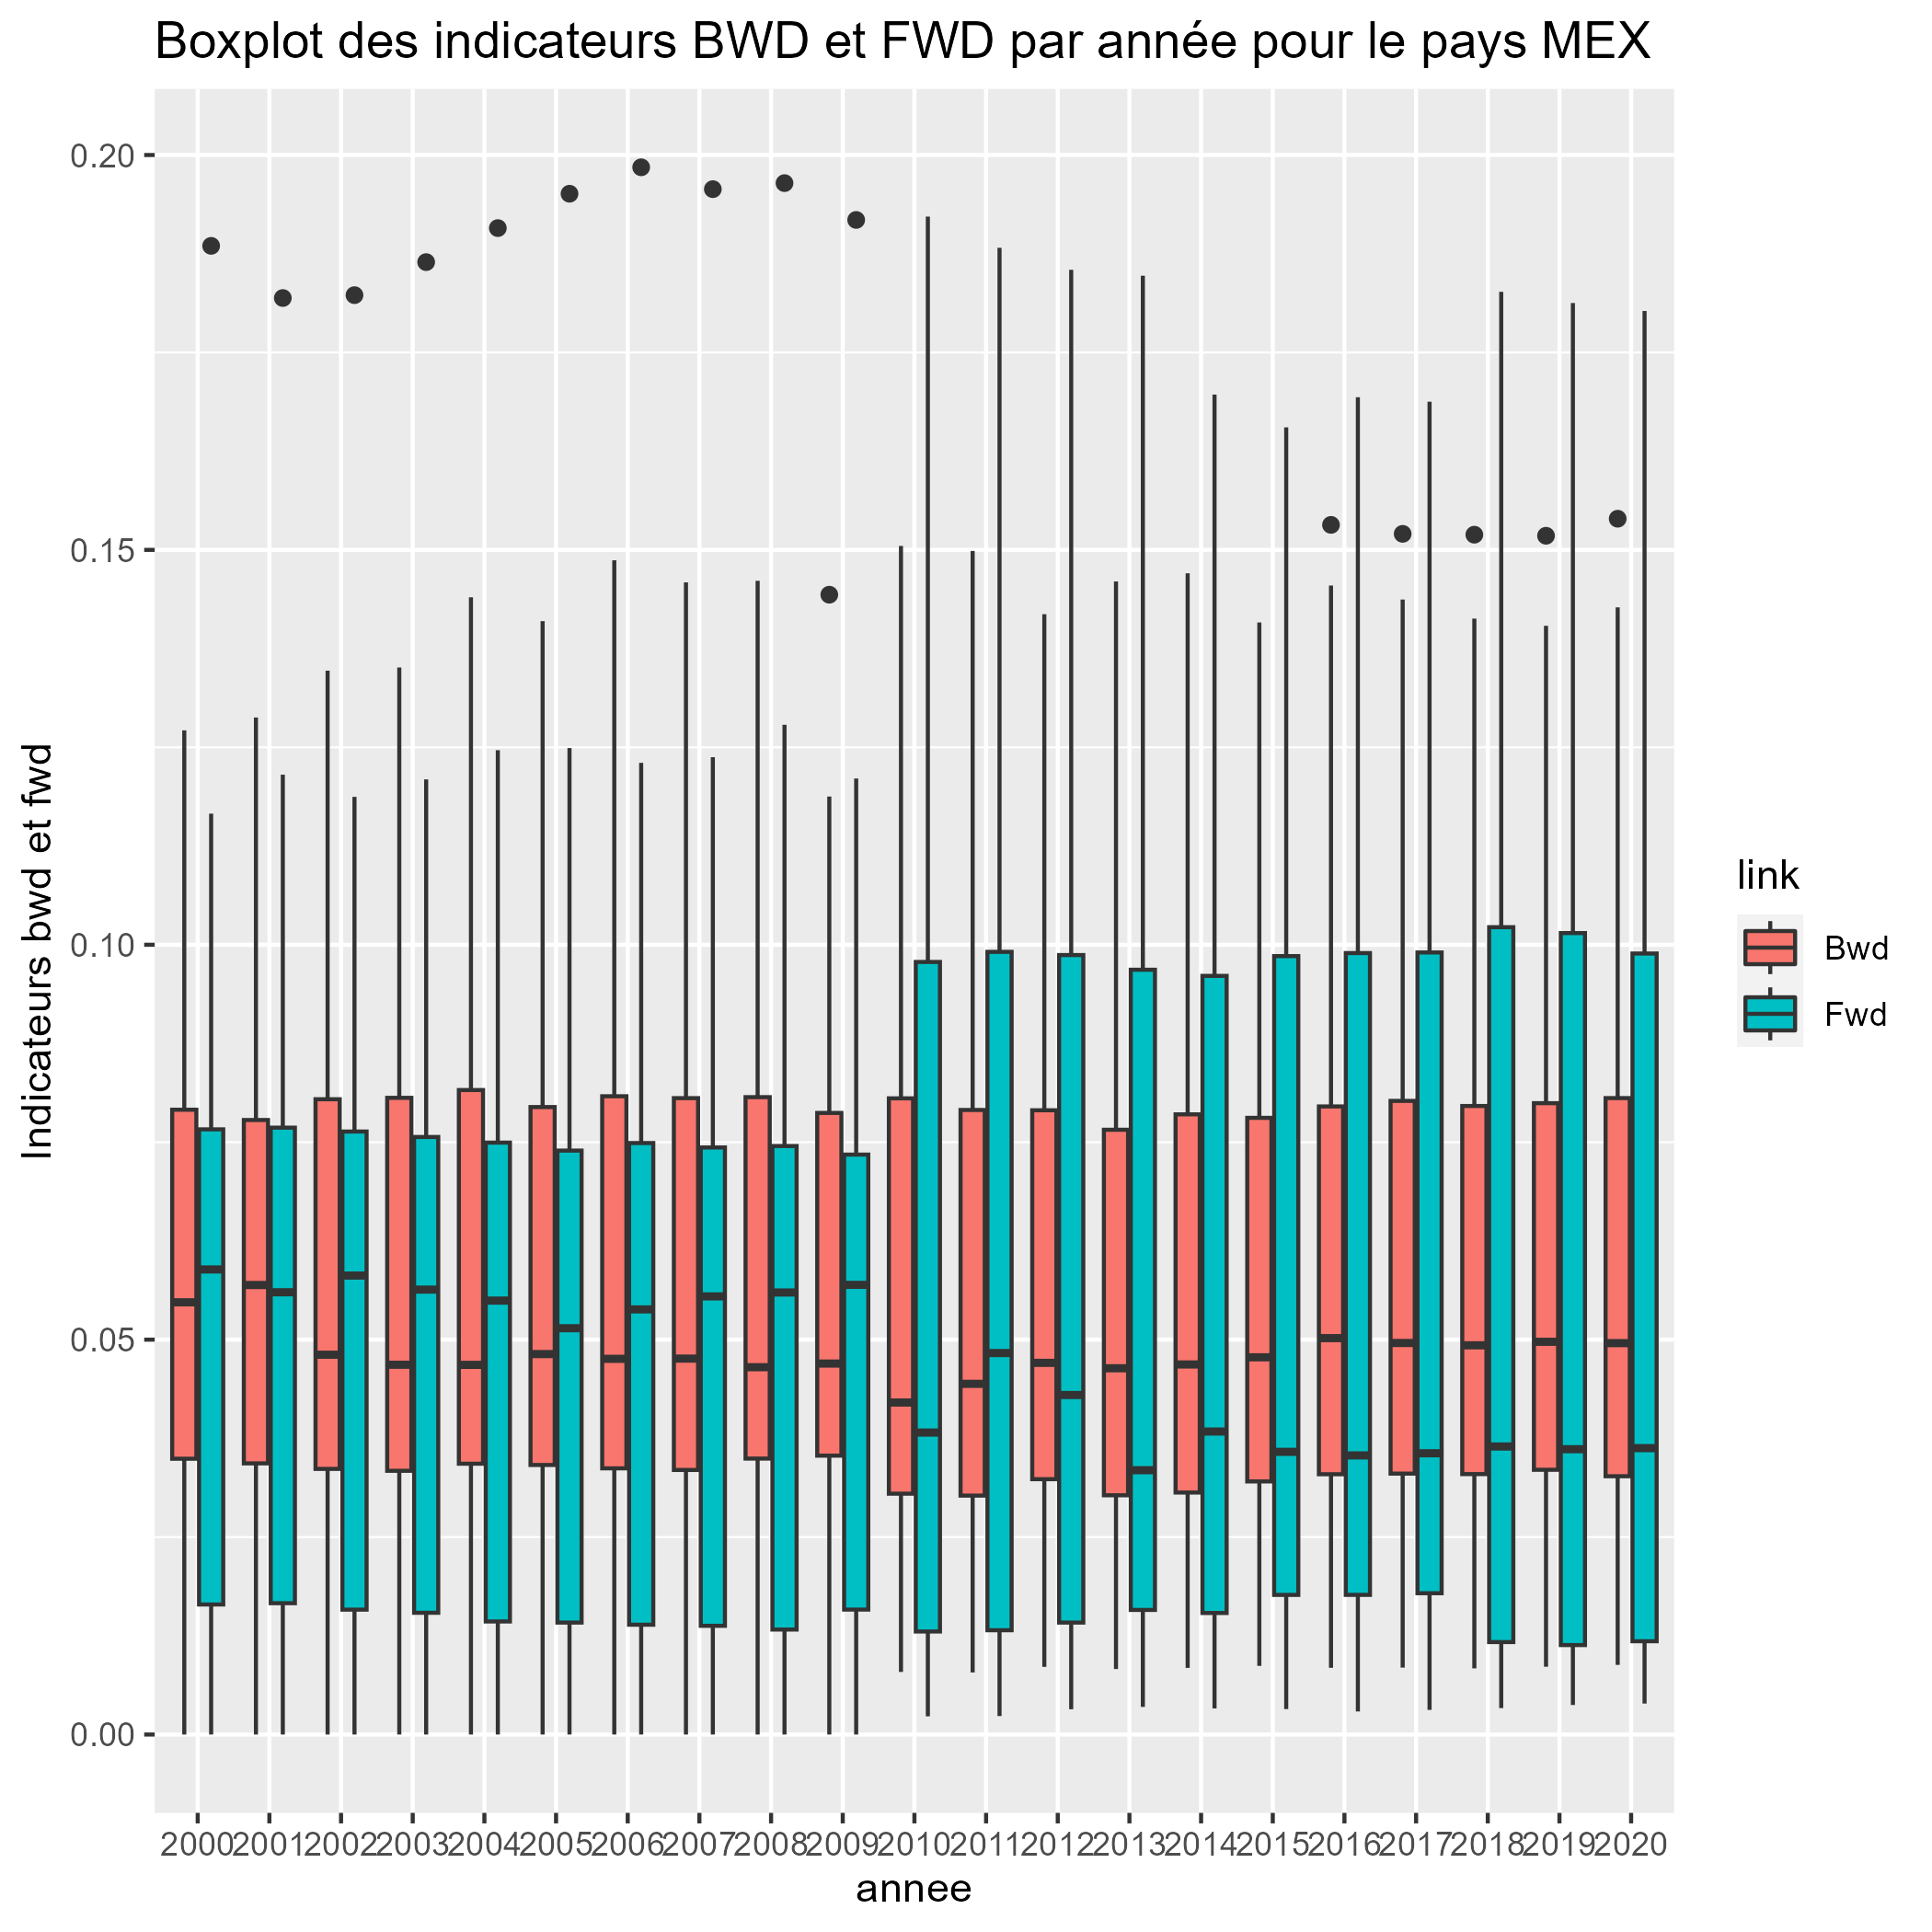 Boxplot des indicateurs BWD et FWD par année pour le pays MEX
Indicateurs bwd et fwd
0.20
0.15
0.10
0.05
0.00
2000 2001 2002 2003 2004 2005 2006 2007 2008 2009 2010 2011 2012 2013 2014 2015 2016 2017 2018 2019 2020
annee
link
Bwd
Fwd